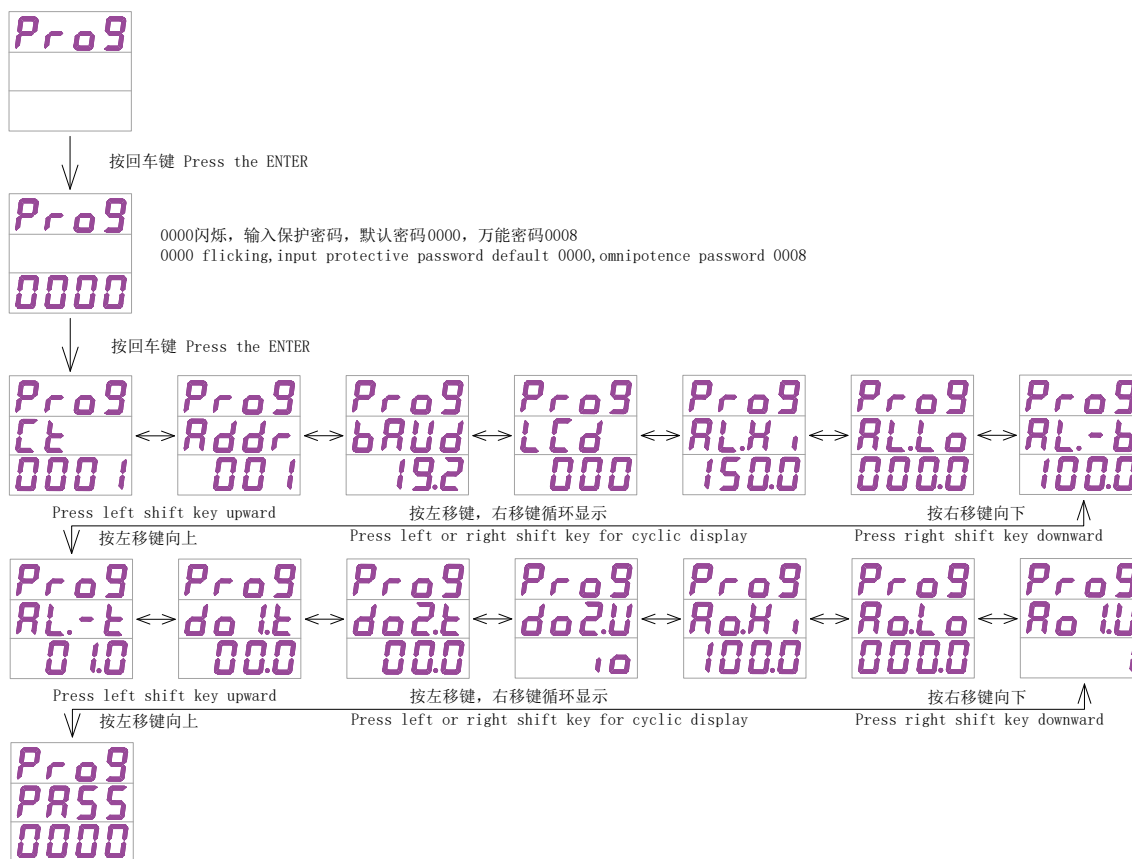 Prog
按回车键 Press the ENTER
Prog
0000闪烁，输入保护密码，默认密码0000，万能密码0008
0000 flicking,input protective password default 0000,omnipotence password 0008
0000
按回车键 Press the ENTER
Prog Prog Prog Prog Prog Prog Prog
Ct Addr bAUd LCd AL.Hi AL.Lo AL.-b
0001 001 19.2 000 150.0 000.0 100.0
Press left shift key upward 按左移键，右移键循环显示 按右移键向下
按左移键向上 Press left or right shift key for cyclic display Press right shift key downward
Prog Prog Prog Prog Prog Prog Prog
AL.-t do1.t do2.t do2.U Ao.Hi Ao.Lo Ao1.U
01.0 00.0 00.0 io 100.0 000.0
Press left shift key upward 按左移键，右移键循环显示 按右移键向下
按左移键向上 Press left or right shift key for cyclic display Press right shift key downward
Prog
PASS
0000